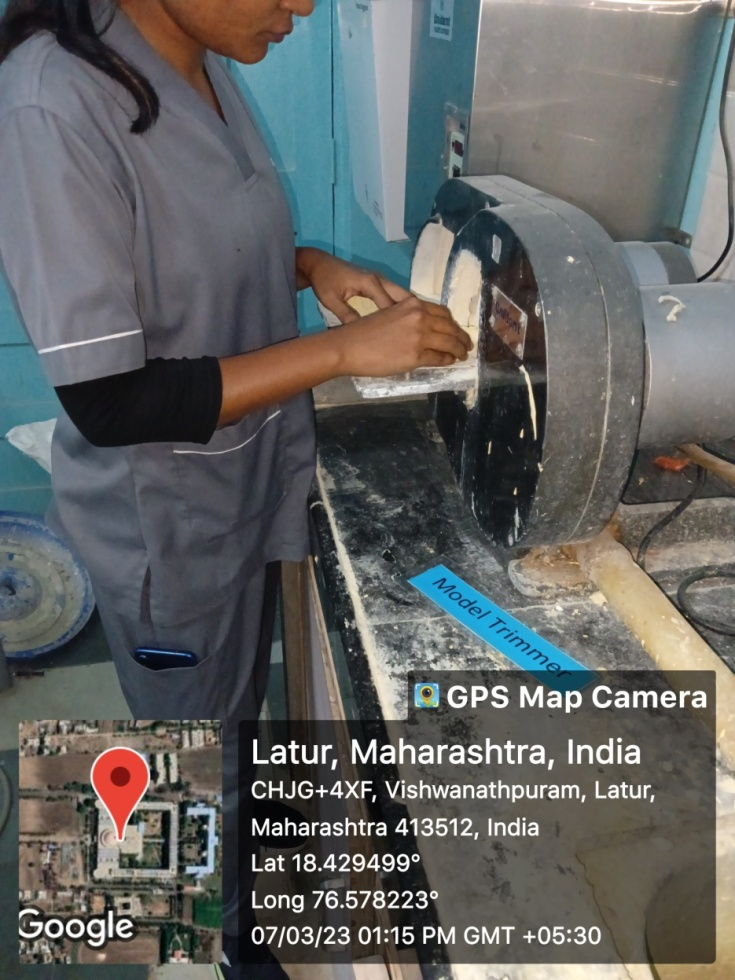 Model Trimmer
GPS Map Camera
Latur, Maharashtra, India
CHJG+4XF, Vishwanathpuram, Latur,
Maharashtra 413512, India
Lat 18.429499°
Long 76.578223°
07/03/23 01:15 PM GMT +05:30
Google